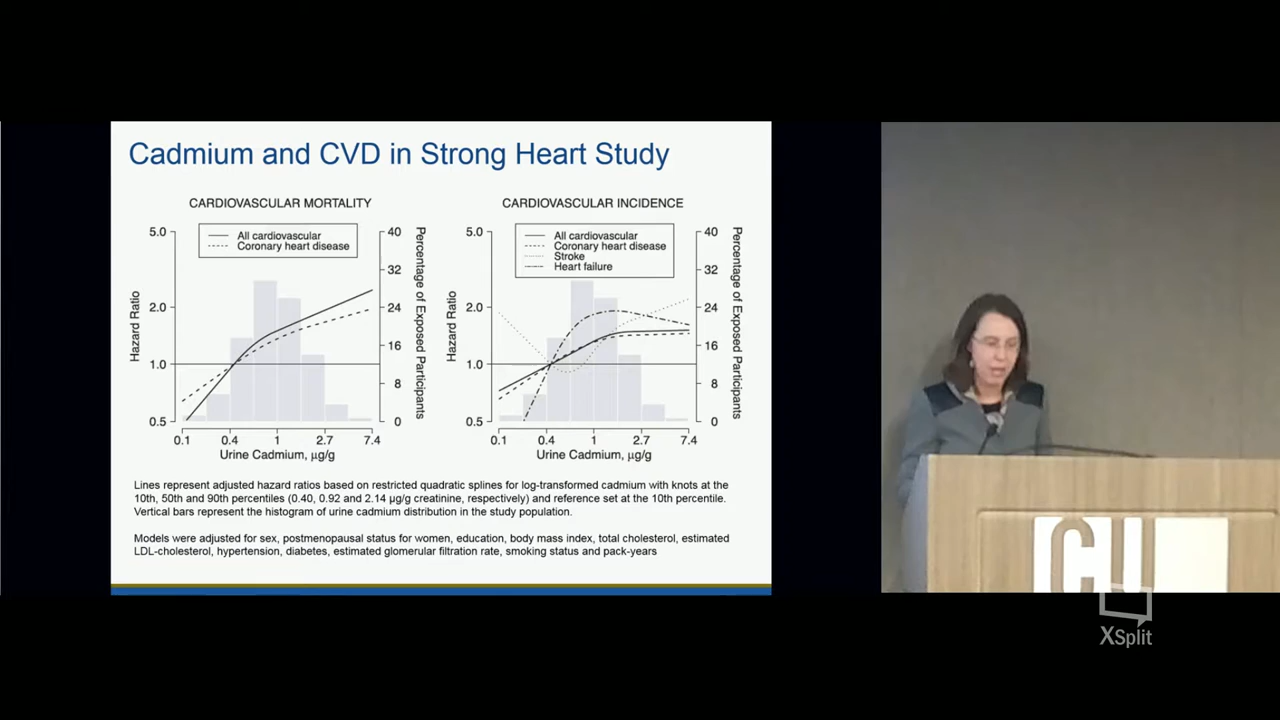 Cadmium and CVD in Strong Heart Study
CARDIOVASCULAR MORTALITY
All cardiovascular
Coronary heart disease
5.0
2.0
1.0
0.5
Hazard Ratio
40
32
24
16
8
0
Percentage of Exposed Participants
0.1 0.4 1 2.7 7.4
Urine Cadmium, μg/g
CARDIOVASCULAR INCIDENCE
All cardiovascular
Coronary heart disease
Stroke
Heart failure
5.0
2.0
1.0
0.5
Hazard Ratio
40
32
24
16
8
0
Percentage of Exposed Participants
0.1 0.4 1 2.7 7.4
Urine Cadmium, μg/g
Lines represent adjusted hazard ratios based on restricted quadratic splines for log-transformed cadmium with knots at the
10th, 50th and 90th percentiles (0.40, 0.92 and 2.14 μg/g creatinine, respectively) and reference set at the 10th percentile.
Vertical bars represent the histogram of urine cadmium distribution in the study population.
Models were adjusted for sex, postmenopausal status for women, education, body mass index, total cholesterol, estimated
LDL-cholesterol, hypertension, diabetes, estimated glomerular filtration rate, smoking status and pack-years
CU
XSplit